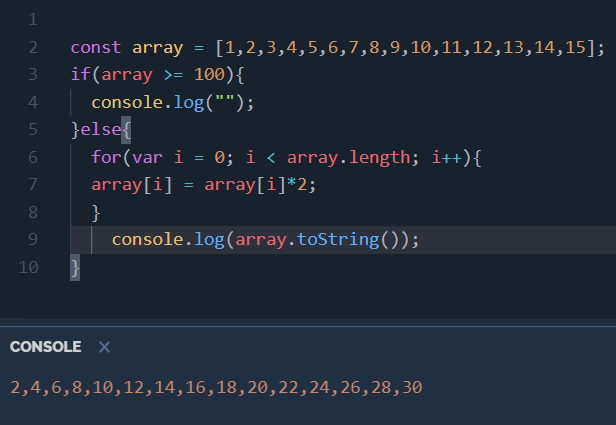 1
2 const array = [1,2,3,4,5,6,7,8,9,10,11,12,13,14,15];
3 if(array >= 100){
4 console.log("");
5 }else{
6 for(var i = 0; i < array.length; i++){
7 array[i] = array[i]*2;
8 }
9 console.log(array.toString());
10 }
CONSOLE X
2,4,6,8,10,12,14,16,18,20,22,24,26,28,30